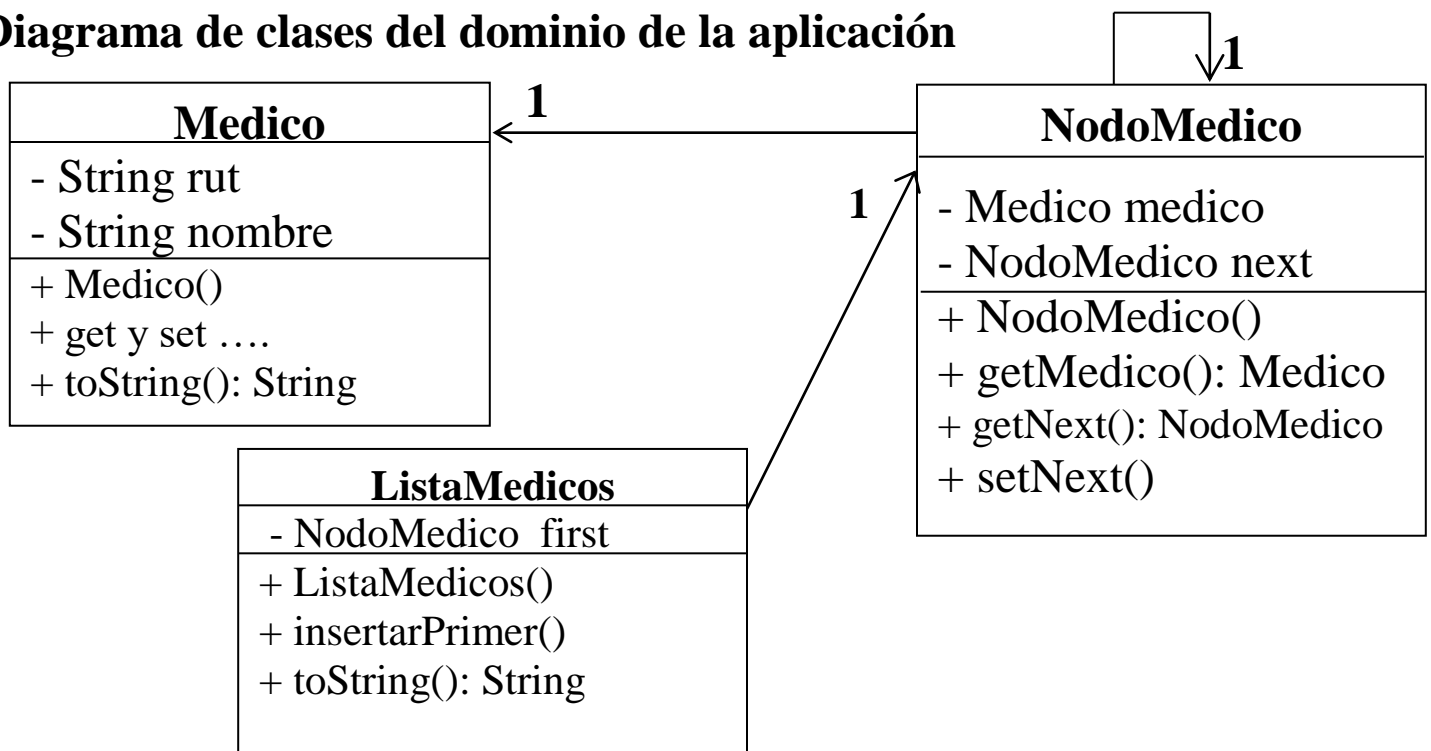 Diagrama de clases del dominio de la aplicación
1
1
Medico
- String rut
- String nombre
+ Medico()
+ get y set ….
+ toString(): String
NodoMedico
- Medico medico
- NodoMedico next
+ NodoMedico()
+ getMedico(): Medico
+ getNext(): NodoMedico
+ setNext()
1
ListaMedicos
- NodoMedico first
+ ListaMedicos()
+ insertarPrimer()
+ toString(): String